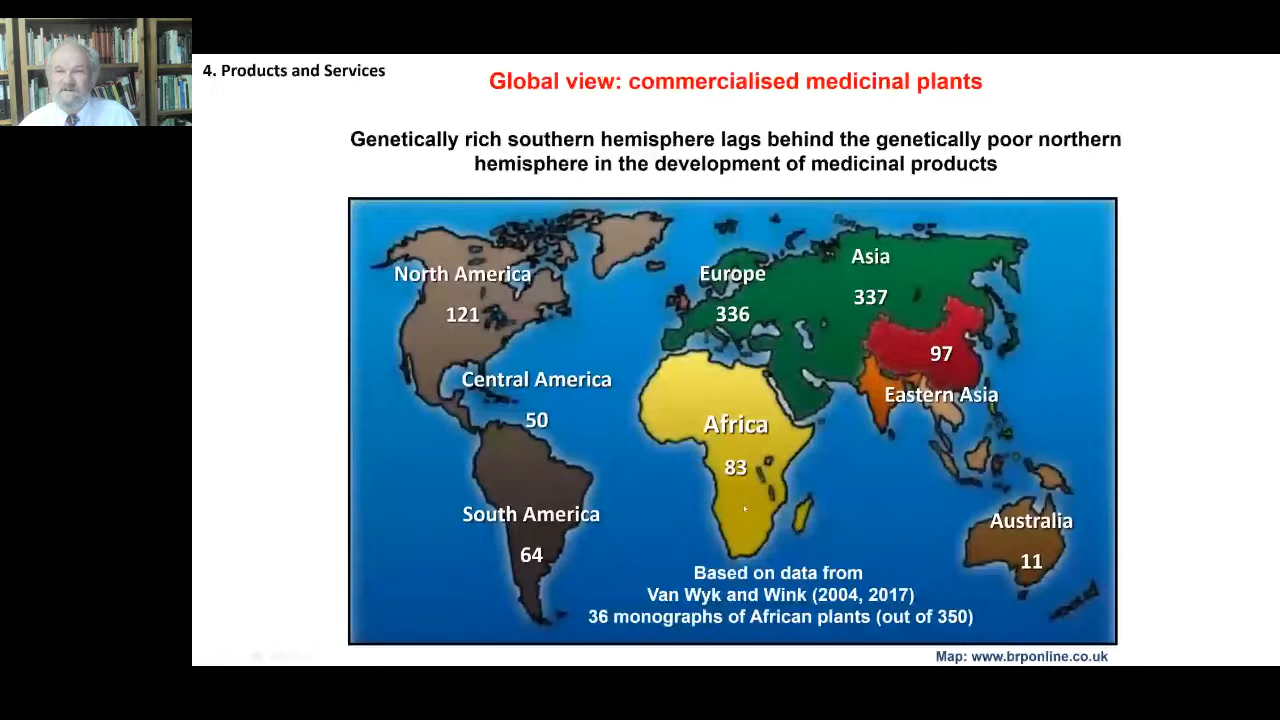 4. Products and Services
Global view: commercialised medicinal plants
Genetically rich southern hemisphere lags behind the genetically poor northern
hemisphere in the development of medicinal products
North America
121
Europe
336
Asia
337
97
Eastern Asia
Central America
50
Africa
83
South America
64
Australia
11
Based on data from
Van Wyk and Wink (2004, 2017)
36 monographs of African plants (out of 350)
Map: www.brponline.co.uk